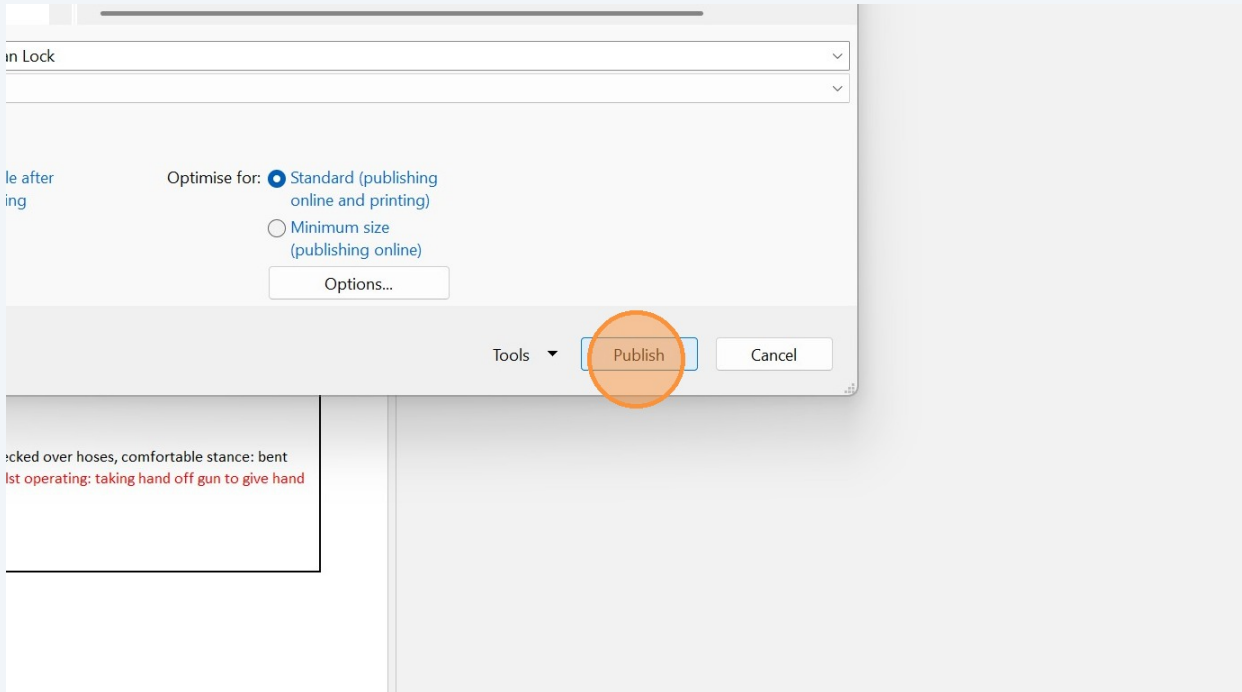 an Lock
le after
ing
Optimise for: Standard (publishing
online and printing)
Minimum size
(publishing online)
Options...
Tools Publish Cancel
ecked over hoses, comfortable stance: bent
lst operating: taking hand off gun to give hand